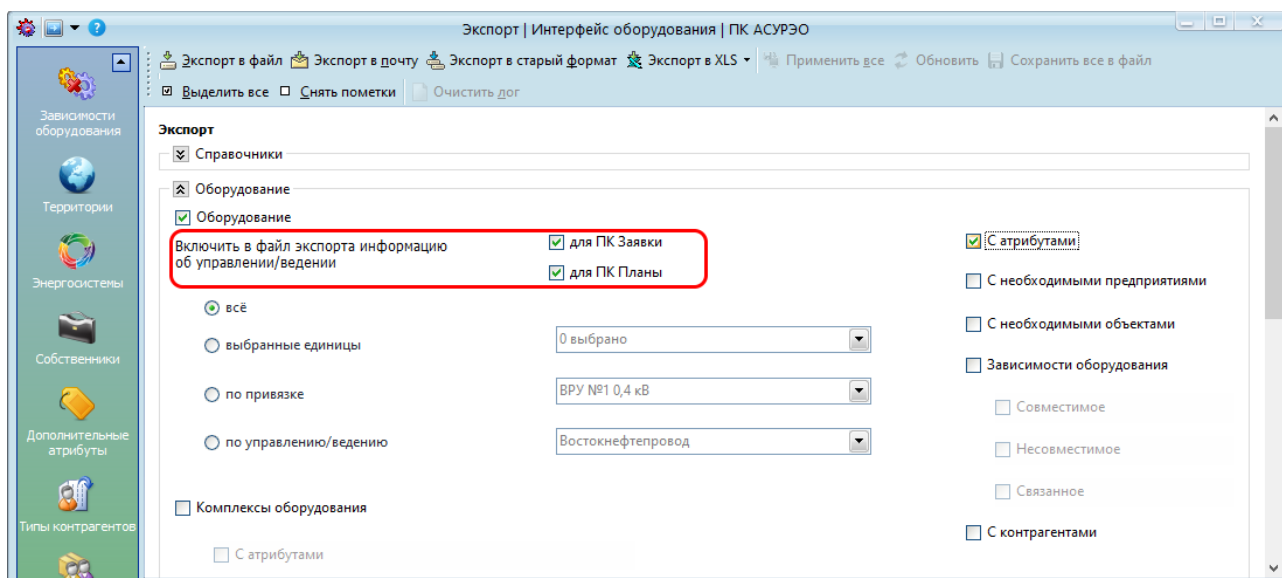 Экспорт | Интерфейс оборудования | ПК АСУРЭО
Экспорт в файл Экспорт в почту Экспорт в старый формат Экспорт в XLS Применить все Обновить Сохранить все в файл
Выделить все Снять пометки Очистить лог
Зависимости
оборудования
Территории
Энергосистемы
Собственники
Дополнительные
атрибуты
Типы контрагентов
Экспорт
Справочники
Оборудование
Оборудование
Включить в файл экспорта информацию
об управлении/ведении
для ПК Заявки
для ПК Планы
всё
выбранные единицы 0 выбрано
по привязке ВРУ №1 0,4 кВ
по управлению/ведению Востокнефтепровод
Комплексы оборудования
С атрибутами
С атрибутами
С необходимыми предприятиями
С необходимыми объектами
Зависимости оборудования
Совместимое
Несовместимое
Связанное
С контрагентами